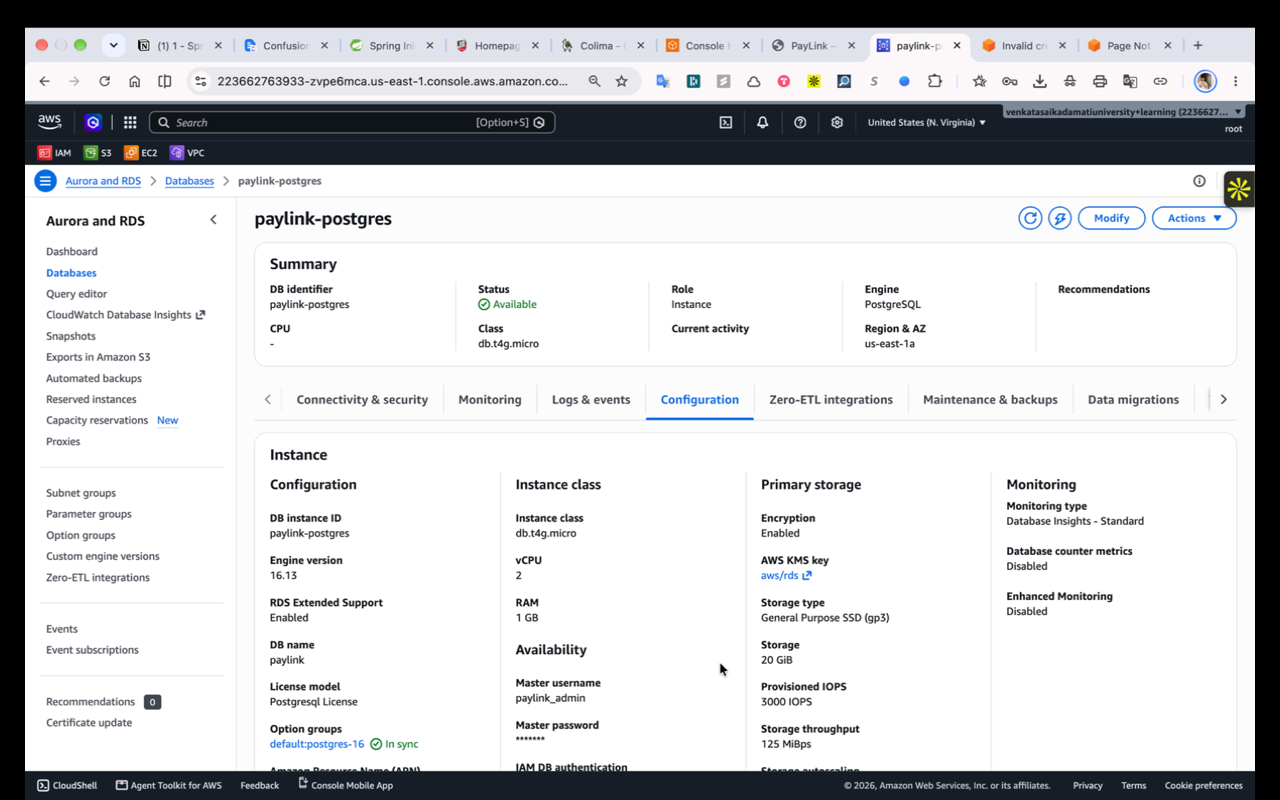 (1) 1 - Spr
Confusion
Spring Ini
Homepag
Colima - 
Console H
PayLink –
paylink-p
Invalid cr
Page Not
223662763933-zvpe6mca.us-east-1.console.aws.amazon.co...
aws
Search
[Option+S]
United States (N. Virginia)
venkatasaikadamatiuniversity+learning (2236627...
root
IAM
S3
EC2
VPC
Aurora and RDS
Databases
paylink-postgres
Aurora and RDS
Dashboard
Databases
Query editor
CloudWatch Database Insights
Snapshots
Exports in Amazon S3
Automated backups
Reserved instances
Capacity reservations New
Proxies
Subnet groups
Parameter groups
Option groups
Custom engine versions
Zero-ETL integrations
Events
Event subscriptions
Recommendations 0
Certificate update
paylink-postgres
Modify
Actions
Summary
DB identifier
paylink-postgres
CPU
-
Status
Available
Class
db.t4g.micro
Role
Instance
Current activity
Engine
PostgreSQL
Region & AZ
us-east-1a
Recommendations
Connectivity & security
Monitoring
Logs & events
Configuration
Zero-ETL integrations
Maintenance & backups
Data migrations
Instance
Configuration
DB instance ID
paylink-postgres
Engine version
16.13
RDS Extended Support
Enabled
DB name
paylink
License model
Postgresql License
Option groups
default:postgres-16 In sync
Amazon Resource Name (ARN)
Instance class
Instance class
db.t4g.micro
vCPU
2
RAM
1 GB
Availability
Master username
paylink_admin
Master password
*******
IAM DB authentication
Primary storage
Encryption
Enabled
AWS KMS key
aws/rds
Storage type
General Purpose SSD (gp3)
Storage
20 GiB
Provisioned IOPS
3000 IOPS
Storage throughput
125 MiBps
Storage autoscaling
Monitoring
Monitoring type
Database Insights - Standard
Database counter metrics
Disabled
Enhanced Monitoring
Disabled
CloudShell
Agent Toolkit for AWS
Feedback
Console Mobile App
© 2026, Amazon Web Services, Inc. or its affiliates.
Privacy
Terms
Cookie preferences